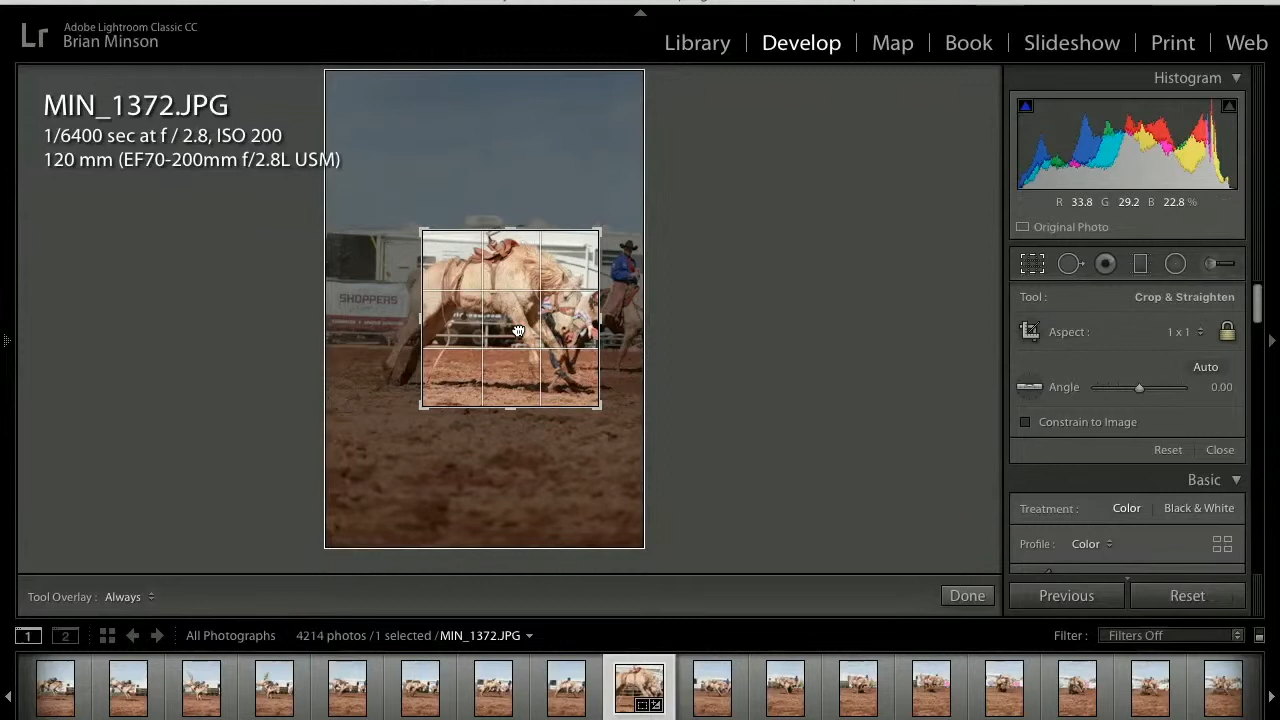 Lr
Adobe Lightroom Classic CC
Brian Minson
Library | Develop | Map | Book | Slideshow | Print | Web
MIN_1372.JPG
1/6400 sec at f / 2.8, ISO 200
120 mm (EF70-200mm f/2.8L USM)
SHOPPERS
Histogram
R 33.8 G 29.2 B 22.8 %
Original Photo
Tool : Crop & Straighten
Aspect : 1 x 1
Auto
Angle 0.00
Constrain to Image
Reset Close
Basic
Treatment : Color | Black & White
Profile : Color
Previous Reset
Tool Overlay : Always
Done
1 2 All Photographs 4214 photos / 1 selected / MIN_1372.JPG
Filter : Filters Off